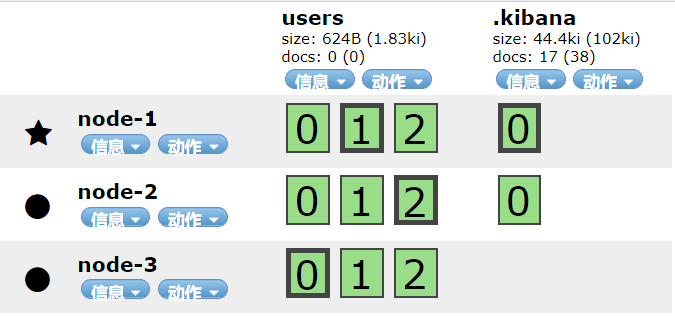 users .kibana
size: 624B (1.83ki) size: 44.4ki (102ki)
docs: 0 (0) docs: 17 (38)
信息 动作 信息 动作
node-1 0 1 2 0
信息 动作
node-2 0 1 2 0
信息 动作
node-3 0 1 2
信息 动作